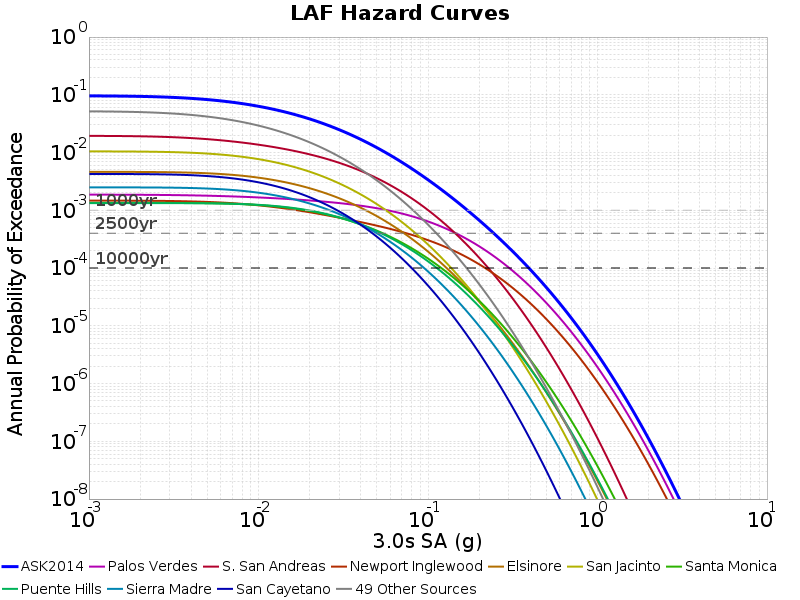 LAF Hazard Curves
Annual Probability of Exceedance
10^0
10^-1
10^-2
10^-3
10^-4
10^-5
10^-6
10^-7
10^-8
1000yr
2500yr
10000yr
10^-3 10^-2 10^-1 10^0 10^1
3.0s SA (g)
ASK2014 Palos Verdes S. San Andreas Newport Inglewood Elsinore San Jacinto Santa Monica
Puente Hills Sierra Madre San Cayetano 49 Other Sources